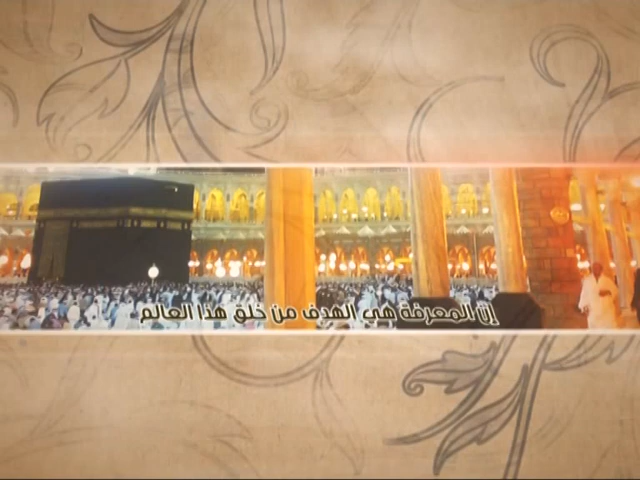 إن المعرفة هي الهدف من خلق هذا العالم